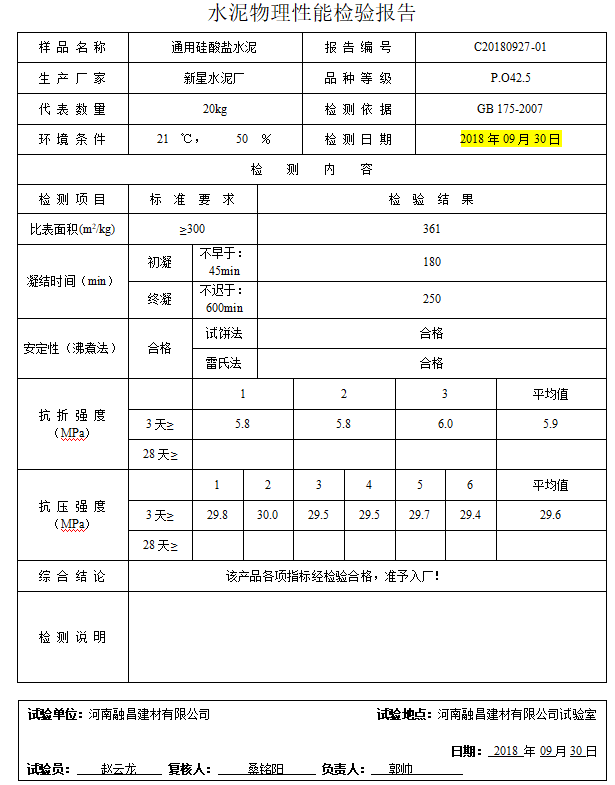 水泥物理性能检验报告
样品名称 通用硅酸盐水泥 报告编号 C20180927-01
生产厂家 新星水泥厂 品种等级 P.O42.5
代表数量 20kg 检测依据 GB 175-2007
环境条件 21 ℃， 50 % 检测日期 2018年09月30日
检测内容
检测项目 标准要求 检验结果
比表面积(m²/kg) ≥300 361
凝结时间（min） 初凝 不早于：45min 180
终凝 不迟于：600min 250
安定性（沸煮法） 合格 试饼法 合格
雷氏法 合格
抗折强度（MPa） 1 2 3 平均值
3天≥ 5.8 5.8 6.0 5.9
28天≥
抗压强度（MPa） 1 2 3 4 5 6 平均值
3天≥ 29.8 30.0 29.5 29.5 29.7 29.4 29.6
28天≥
综合结论 该产品各项指标经检验合格，准予入厂！
检测说明
试验单位：河南融昌建材有限公司 试验地点：河南融昌建材有限公司试验室
日期：2018 年 09月30日
试验员：赵云龙 复核人：桑铭阳 负责人：郭帅